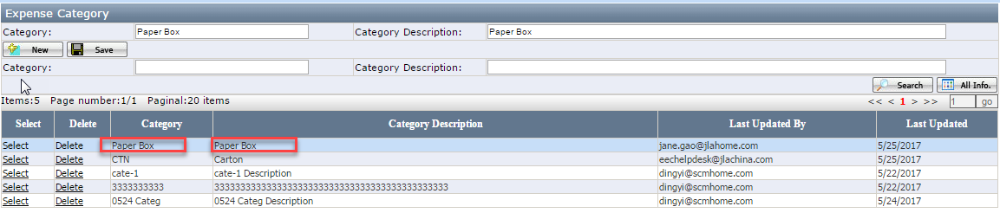 Expense Category
Category: Paper Box Category Description: Paper Box
New Save
Category: Category Description:
Search All Info.
Items:5 Page number:1/1 Paginal:20 items << < 1 > >> 1 go
Select Delete Category Category Description Last Updated By Last Updated
Select Delete Paper Box Paper Box jane.gao@jlahome.com 5/25/2017
Select Delete CTN Carton eechelpdesk@jlachina.com 5/25/2017
Select Delete cate-1 cate-1 Description dingyi@scmhome.com 5/22/2017
Select Delete 3333333333 33333333333333333333333333333333333333333333333333 dingyi@scmhome.com 5/22/2017
Select Delete 0524 Categ 0524 Categ Description dingyi@scmhome.com 5/24/2017